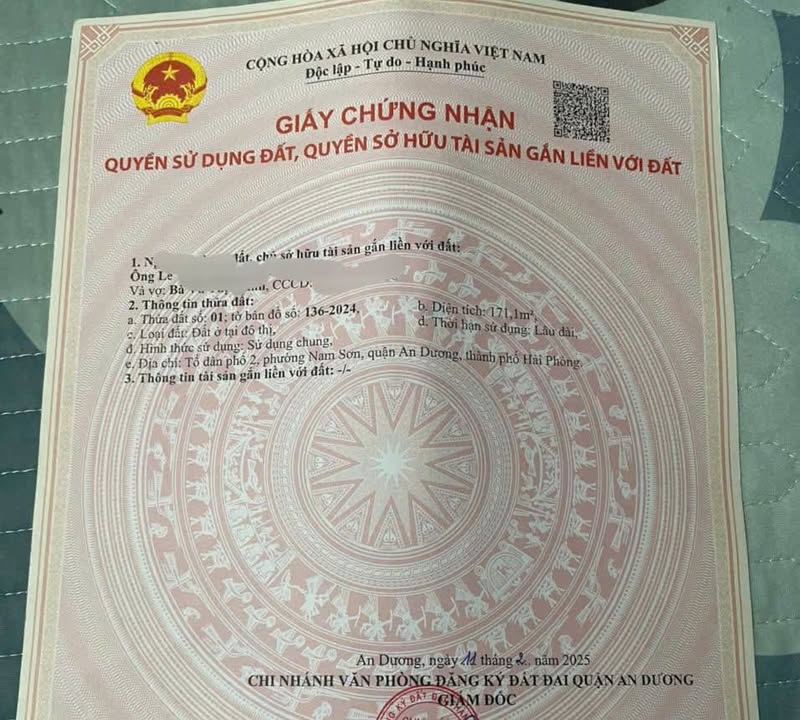 CỘNG HÒA XÃ HỘI CHỦ NGHĨA VIỆT NAM
Độc lập - Tự do - Hạnh phúc
GIẤY CHỨNG NHẬN
QUYỀN SỬ DỤNG ĐẤT, QUYỀN SỞ HỮU TÀI SẢN GẮN LIỀN VỚI ĐẤT
1. N đất, chủ sở hữu tài sản gắn liền với đất:
Ông Le
Và vợ: Bà CCCD:
2. Thông tin thửa đất:
a. Thửa đất số: 01; tờ bản đồ số: 136-2024, b. Diện tích: 171,1m²,
c. Loại đất: Đất ở tại đô thị, d. Thời hạn sử dụng: Lâu dài,
đ. Hình thức sử dụng: Sử dụng chung,
e. Địa chỉ: Tổ dân phố 2, phường Nam Sơn, quận An Dương, thành phố Hải Phòng.
3. Thông tin tài sản gắn liền với đất: -/-
An Dương, ngày 11 tháng 2. năm 2025
CHI NHÁNH VĂN PHÒNG ĐĂNG KÝ ĐẤT ĐAI QUẬN AN DƯƠNG
GIÁM ĐỐC